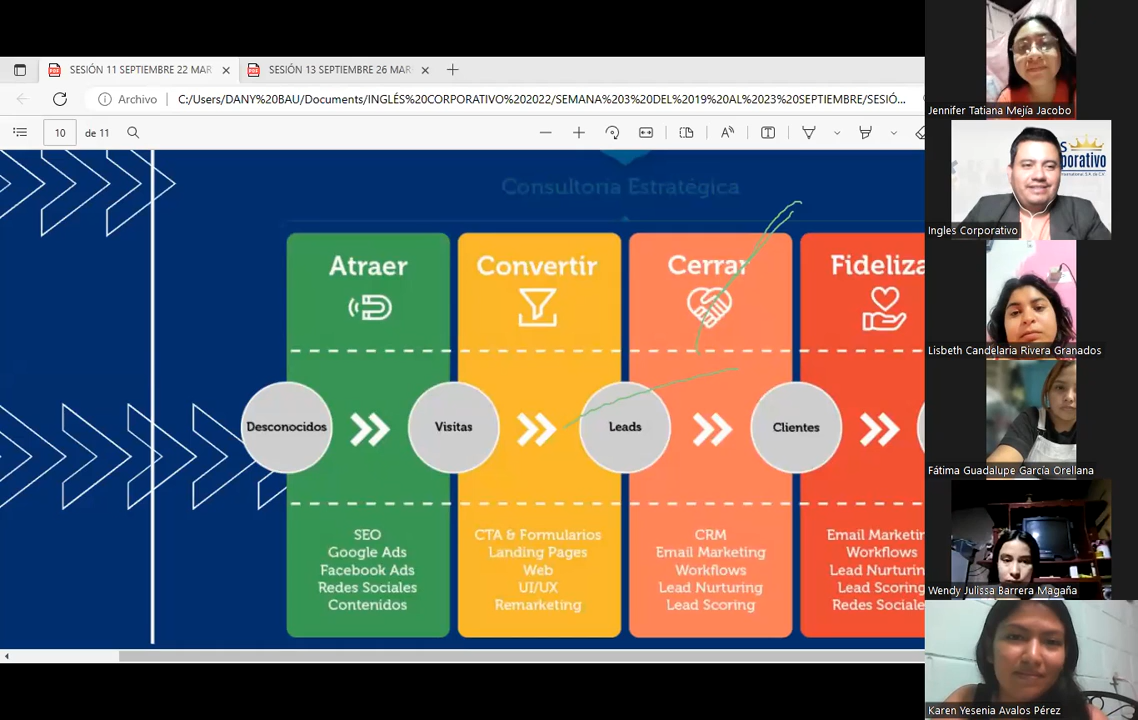 SESIÓN 11 SEPTIEMBRE 22 MAR
SESIÓN 13 SEPTIEMBRE 26 MAR
Archivo
C:/Users/DANY%20BAU/Documents/INGLÉS%20CORPORATIVO%202022/SEMANA%203%20DEL%2019%20AL%2023%20SEPTIEMBRE/SESIÓ...
10 de 11
Consultoría Estratégica
Atraer
Convertir
Cerrar
Fideliza
Desconocidos
Visitas
Leads
Clientes
SEO
Google Ads
Facebook Ads
Redes Sociales
Contenidos
CTA & Formularios
Landing Pages
Web
UI/UX
Remarketing
CRM
Email Marketing
Workflows
Lead Nurturing
Lead Scoring
Email Marketin
Workflows
Lead Nurturin
Lead Scoring
Redes Sociale
Jennifer Tatiana Mejía Jacobo
S
porativo
Ingles Corporativo
Lisbeth Candelaria Rivera Granados
Fátima Guadalupe García Orellana
Wendy Julissa Barrera Magaña
Karen Yesenia Avalos Pérez